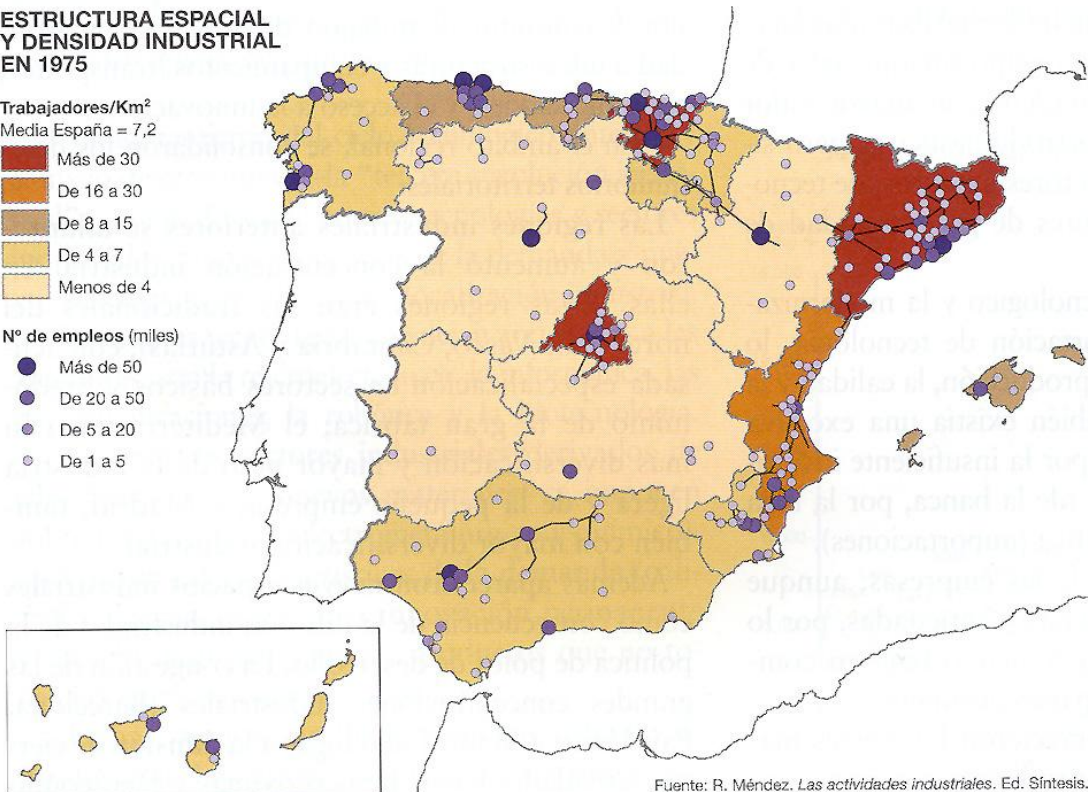 ESTRUCTURA ESPACIAL
Y DENSIDAD INDUSTRIAL
EN 1975
Trabajadores/Km²
Media España = 7,2
Más de 30
De 16 a 30
De 8 a 15
De 4 a 7
Menos de 4
Nº de empleos (miles)
Más de 50
De 20 a 50
De 5 a 20
De 1 a 5
Fuente: R. Méndez. Las actividades industriales. Ed. Síntesis.